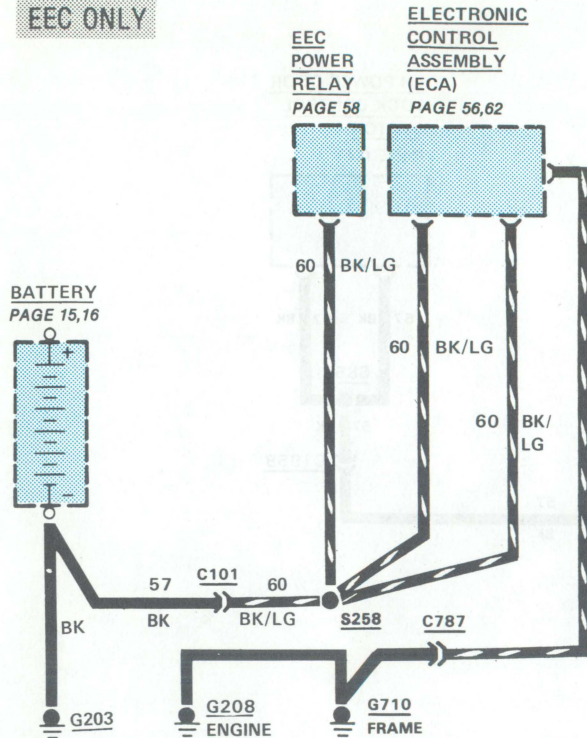 EEC ONLY
EEC
POWER
RELAY
PAGE 58
ELECTRONIC
CONTROL
ASSEMBLY
(ECA)
PAGE 56,62
60 BK/LG
60 BK/LG
60 BK/
LG
BATTERY
PAGE 15,16
+
-
BK
57
BK
C101
60
BK/LG
S258
C787
G203
G208
ENGINE
G710
FRAME